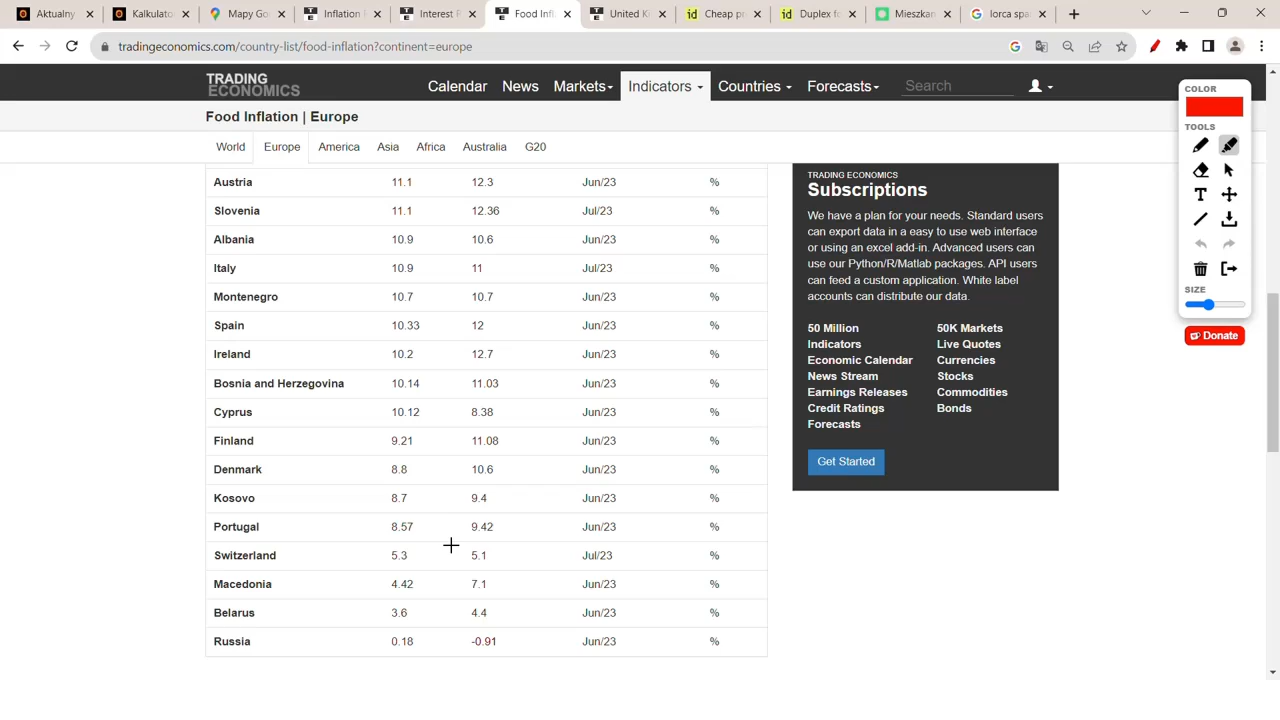 Aktualny
Kalkulator
Mapy Go
Inflation
Interest R
Food Infl
United K
Cheap pr
Duplex fo
Mieszkan
lorca spa
tradingeconomics.com/country-list/food-inflation?continent=europe
TRADING
ECONOMICS
Calendar News Markets Indicators Countries Forecasts Search
Food Inflation | Europe
World Europe America Asia Africa Australia G20
Austria 11.1 12.3 Jun/23 %
Slovenia 11.1 12.36 Jul/23 %
Albania 10.9 10.6 Jun/23 %
Italy 10.9 11 Jul/23 %
Montenegro 10.7 10.7 Jun/23 %
Spain 10.33 12 Jun/23 %
Ireland 10.2 12.7 Jun/23 %
Bosnia and Herzegovina 10.14 11.03 Jun/23 %
Cyprus 10.12 8.38 Jun/23 %
Finland 9.21 11.08 Jun/23 %
Denmark 8.8 10.6 Jun/23 %
Kosovo 8.7 9.4 Jun/23 %
Portugal 8.57 9.42 Jun/23 %
Switzerland 5.3 5.1 Jul/23 %
Macedonia 4.42 7.1 Jun/23 %
Belarus 3.6 4.4 Jun/23 %
Russia 0.18 -0.91 Jun/23 %
TRADING ECONOMICS
Subscriptions
We have a plan for your needs. Standard users
can export data in a easy to use web interface
or using an excel add-in. Advanced users can
use our Python/R/Matlab packages. API users
can feed a custom application. White label
accounts can distribute our data.
50 Million
Indicators
Economic Calendar
News Stream
Earnings Releases
Credit Ratings
Forecasts
50K Markets
Live Quotes
Currencies
Stocks
Commodities
Bonds
Get Started
COLOR
TOOLS
T
SIZE
Donate